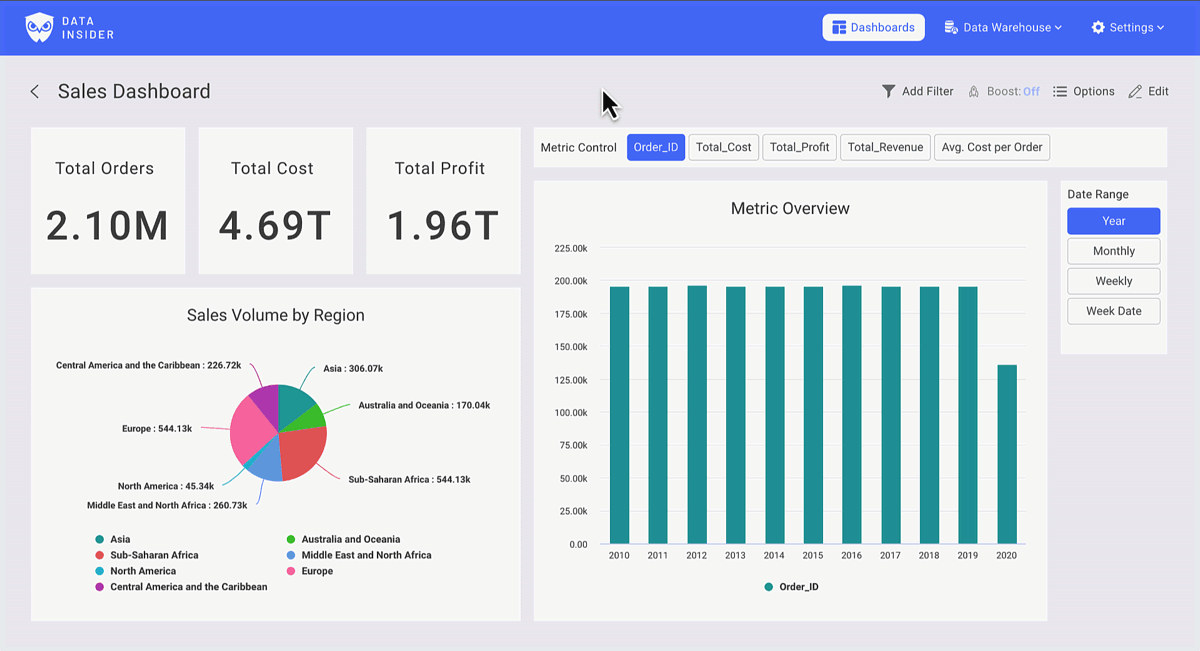 DATA
INSIDER
Dashboards
Data Warehouse
Settings
Sales Dashboard
Add Filter
Boost: Off
Options
Edit
Total Orders
2.10M
Total Cost
4.69T
Total Profit
1.96T
Metric Control
Order_ID
Total_Cost
Total_Profit
Total_Revenue
Avg. Cost per Order
Sales Volume by Region
Central America and the Caribbean : 226.72k
Asia : 306.07k
Australia and Oceania : 170.04k
Europe : 544.13k
Sub-Saharan Africa : 544.13k
North America : 45.34k
Middle East and North Africa : 260.73k
Asia
Australia and Oceania
Sub-Saharan Africa
Middle East and North Africa
North America
Europe
Central America and the Caribbean
Metric Overview
225.00k
200.00k
175.00k
150.00k
125.00k
100.00k
75.00k
50.00k
25.00k
0.00
2010 2011 2012 2013 2014 2015 2016 2017 2018 2019 2020
Order_ID
Date Range
Year
Monthly
Weekly
Week Date